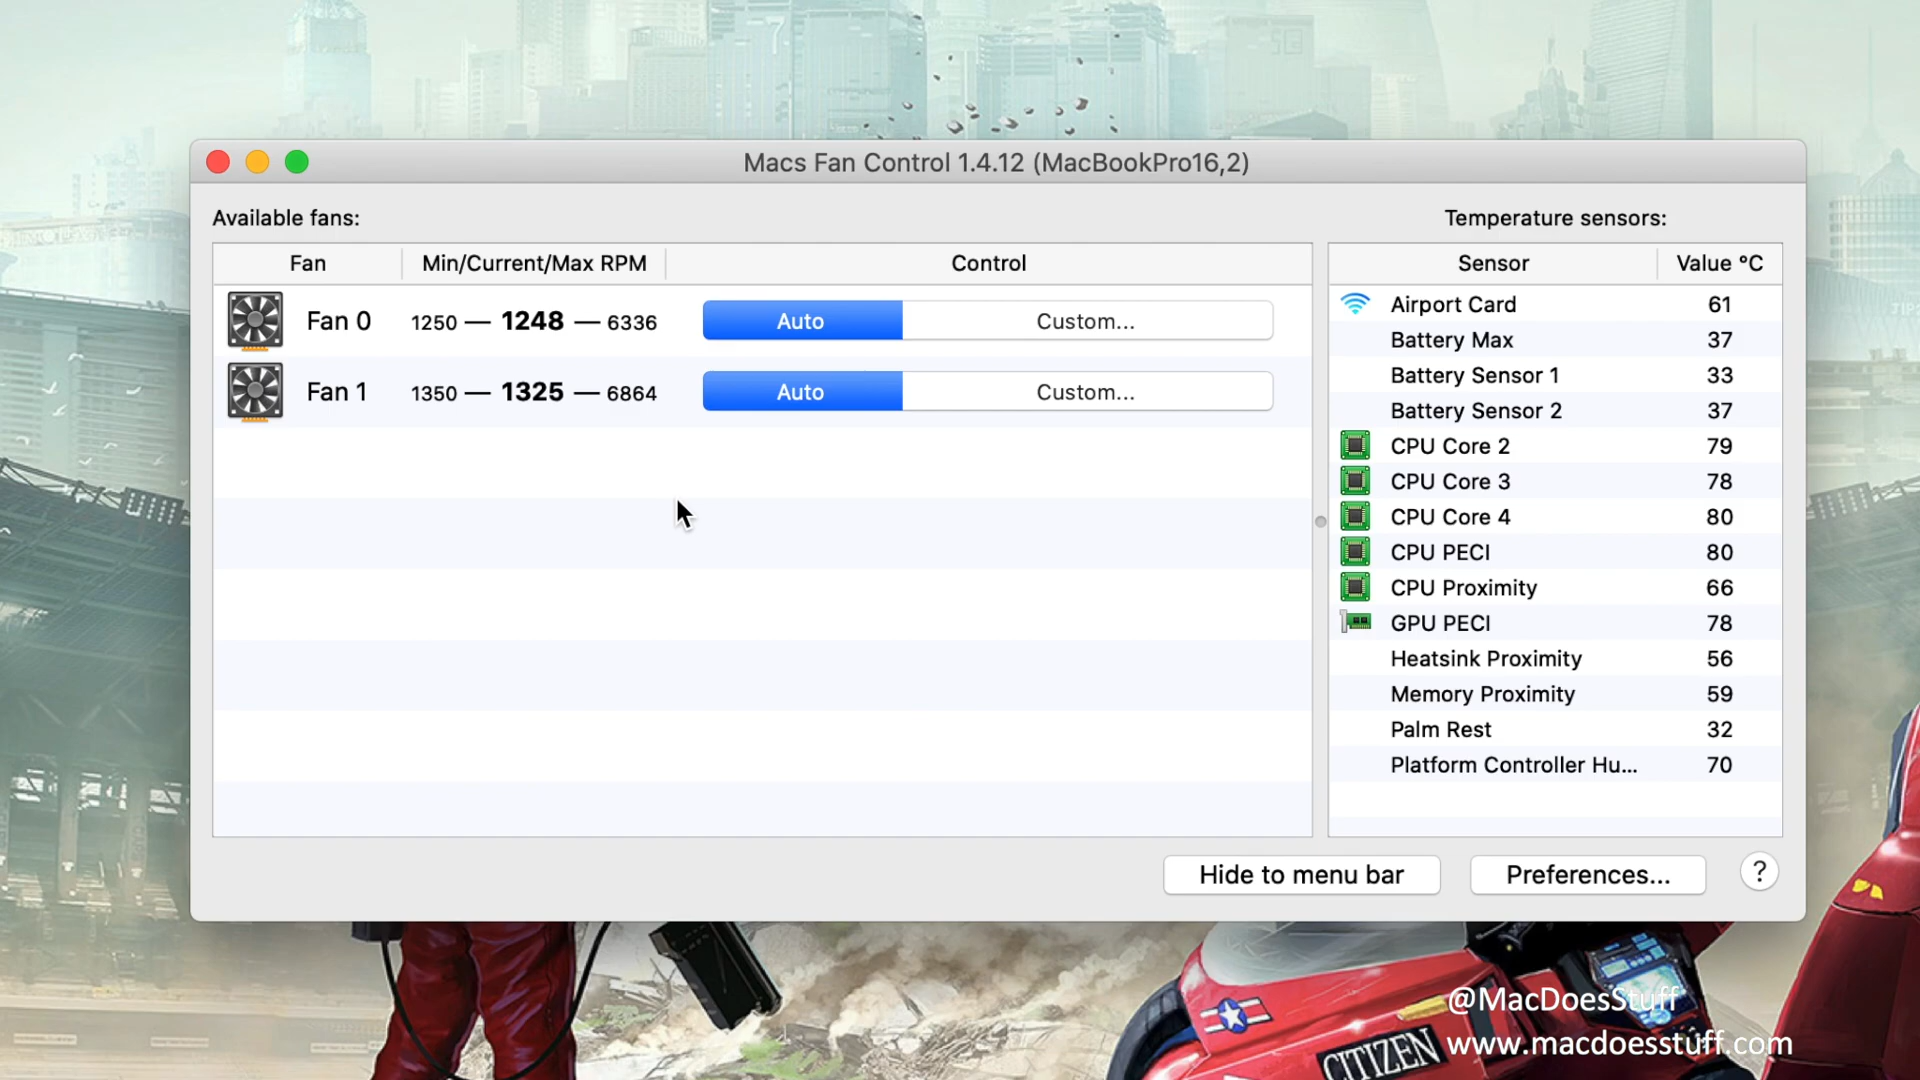 Macs Fan Control 1.4.12 (MacBookPro16,2)
Available fans:
Fan Min/Current/Max RPM Control
Fan 0 1250 — 1248 — 6336 Auto Custom...
Fan 1 1350 — 1325 — 6864 Auto Custom...
Temperature sensors:
Sensor Value °C
Airport Card 61
Battery Max 37
Battery Sensor 1 33
Battery Sensor 2 37
CPU Core 2 79
CPU Core 3 78
CPU Core 4 80
CPU PECI 80
CPU Proximity 66
GPU PECI 78
Heatsink Proximity 56
Memory Proximity 59
Palm Rest 32
Platform Controller Hu... 70
Hide to menu bar Preferences... ?
CITIZEN
@MacDoesStuff
www.macdoesstuff.com